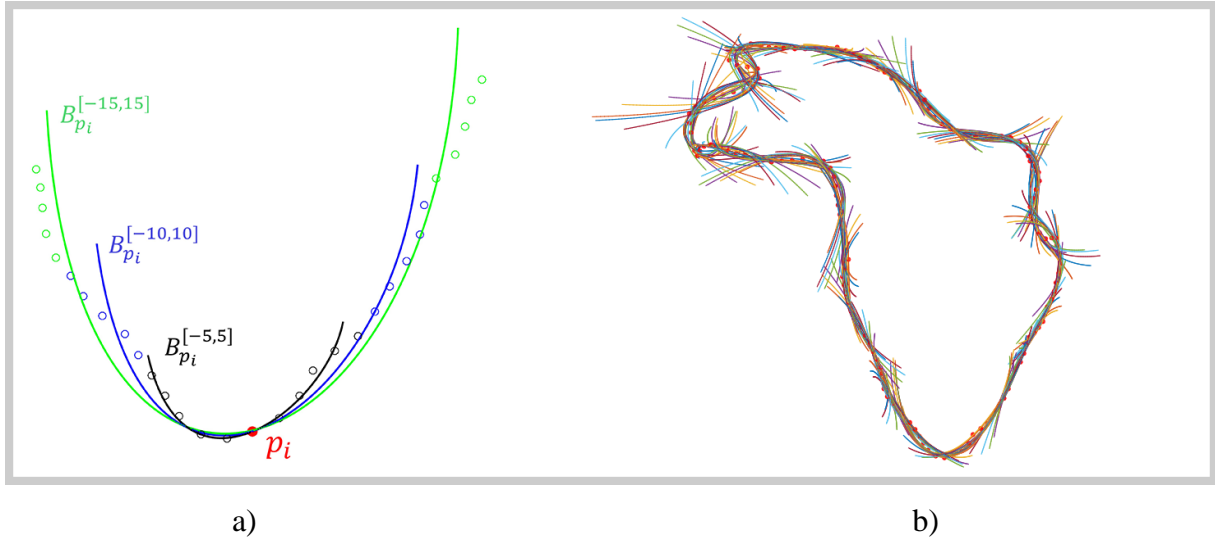 B_{p_i}^{[-15,15]}
B_{p_i}^{[-10,10]}
B_{p_i}^{[-5,5]}
p_i
a)
b)